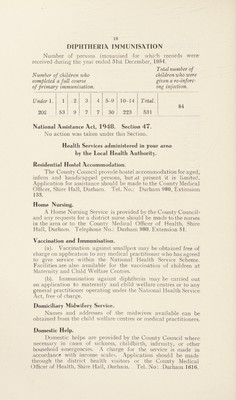 16
DIPHTHERIA IMMUNISATION
Number of persons immunised for which records were
received during the year ended 31st December, 1954.
Number of children who completed a full course of primary immunisation.
Total number of children who were given a re-inforcing injection.
Under 1. 1 2 3 4 5-9 10-14 Total.
84
202 53 9 7 7 30 223 531
National Assistance Act, 1948. Section 47.
No action was taken under this Section.
Health Services administered in your area
by the Local Health Authority.
Residential Hostel Accommodation.
The County Council provide hostel accommodation for aged,
infirm and handicapped persons, but at present it is limited.
Application for assistance should be made to the County Medical
Officer, Shire Hall, Durham. Tel. No.: Durham 980, Extension
133.
Home Nursing.
A Home Nursing Service is provided by the County Council
and any requests for a district nurse should be made to the nurses
in the area or to the County Medical Officer of Health, Shire
Hall, Durham. Telephone No.: Durham 980. Extension 81.
Vaccination and Immunisation.
(a). Vaccination against smallpox may be obtained free of
charge on application to any medical practitioner who has agreed
to give service within the National Health Service Scheme.
Facilities are also available for the vaccination of children at
Maternity and Child Welfare Centres.
(b). Immunisation against diphtheria may be carried out
on application to maternity and child welfare centres or to any
general practitioner operating under the National Health Service
Act, free of charge.
Domiciliary Midwifery Service.
Names and addresses of the midwives available can be
obtained from the child welfare centres or medical practitioners.
Domestic Help.
Domestic helps are provided by the County Council where
necessary in cases of sickness, childbirth, infirmity, or other
household emergencies. A charge for the service is made in
accordance with income scales. Application should be made
through the district health visitors or the County Medical
Officer of Health, Shire Hall, Durham. Tel. No.: Durham 1610.